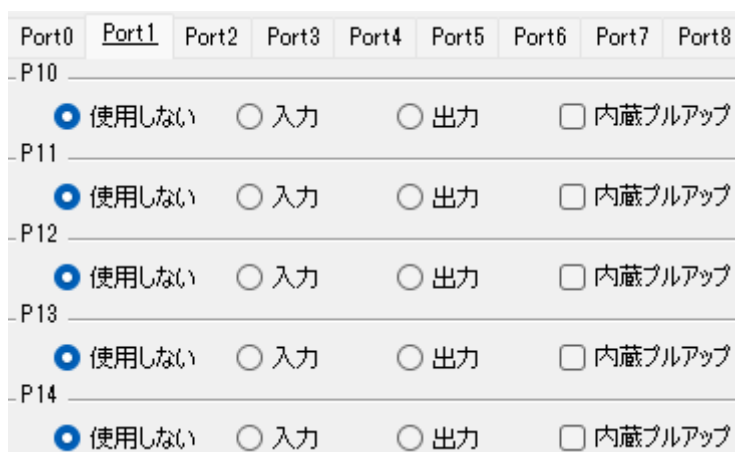 Port0 Port1 Port2 Port3 Port4 Port5 Port6 Port7 Port8
P10
使用しない 入力 出力 内蔵プルアップ
P11
使用しない 入力 出力 内蔵プルアップ
P12
使用しない 入力 出力 内蔵プルアップ
P13
使用しない 入力 出力 内蔵プルアップ
P14
使用しない 入力 出力 内蔵プルアップ